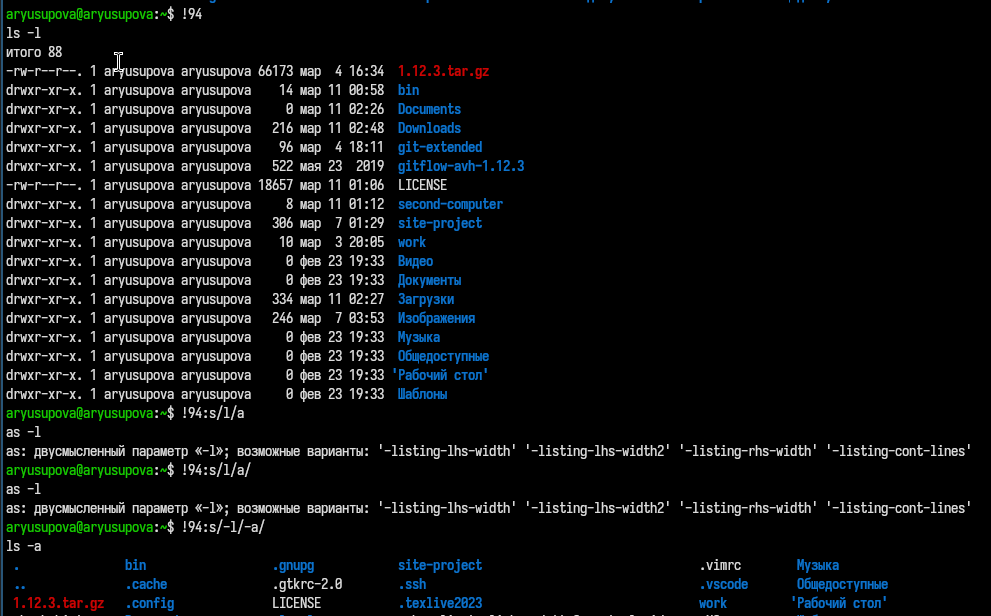 aryusupova@aryusupova:~$ !94
ls -l
итого 88
-rw-r--r--. 1 aryusupova aryusupova 66173 мар  4 16:34  1.12.3.tar.gz
drwxr-xr-x. 1 aryusupova aryusupova    14 мар 11 00:58  bin
drwxr-xr-x. 1 aryusupova aryusupova     0 мар 11 02:26  Documents
drwxr-xr-x. 1 aryusupova aryusupova   216 мар 11 02:48  Downloads
drwxr-xr-x. 1 aryusupova aryusupova    96 мар  4 18:11  git-extended
drwxr-xr-x. 1 aryusupova aryusupova   522 мая 23  2019  gitflow-avh-1.12.3
-rw-r--r--. 1 aryusupova aryusupova 18657 мар 11 01:06  LICENSE
drwxr-xr-x. 1 aryusupova aryusupova     8 мар 11 01:12  second-computer
drwxr-xr-x. 1 aryusupova aryusupova   306 мар  7 01:29  site-project
drwxr-xr-x. 1 aryusupova aryusupova    10 мар  3 20:05  work
drwxr-xr-x. 1 aryusupova aryusupova     0 фев 23 19:33  Видео
drwxr-xr-x. 1 aryusupova aryusupova     0 фев 23 19:33  Документы
drwxr-xr-x. 1 aryusupova aryusupova   334 мар 11 02:27  Загрузки
drwxr-xr-x. 1 aryusupova aryusupova   246 мар  7 03:53  Изображения
drwxr-xr-x. 1 aryusupova aryusupova     0 фев 23 19:33  Музыка
drwxr-xr-x. 1 aryusupova aryusupova     0 фев 23 19:33  Общедоступные
drwxr-xr-x. 1 aryusupova aryusupova     0 фев 23 19:33 'Рабочий стол'
drwxr-xr-x. 1 aryusupova aryusupova     0 фев 23 19:33  Шаблоны
aryusupova@aryusupova:~$ !94:s/l/a
as -l
as: двусмысленный параметр «-l»; возможные варианты: '-listing-lhs-width' '-listing-lhs-width2' '-listing-rhs-width' '-listing-cont-lines'
aryusupova@aryusupova:~$ !94:s/l/a/
as -l
as: двусмысленный параметр «-l»; возможные варианты: '-listing-lhs-width' '-listing-lhs-width2' '-listing-rhs-width' '-listing-cont-lines'
aryusupova@aryusupova:~$ !94:s/-l/-a/
ls -a
.  bin  .gnupg  site-project  .vimrc  Музыка
..  .cache  .gtkrc-2.0  .ssh  .vscode  Общедоступные
1.12.3.tar.gz  .config  LICENSE  .texlive2023  work  'Рабочий стол'